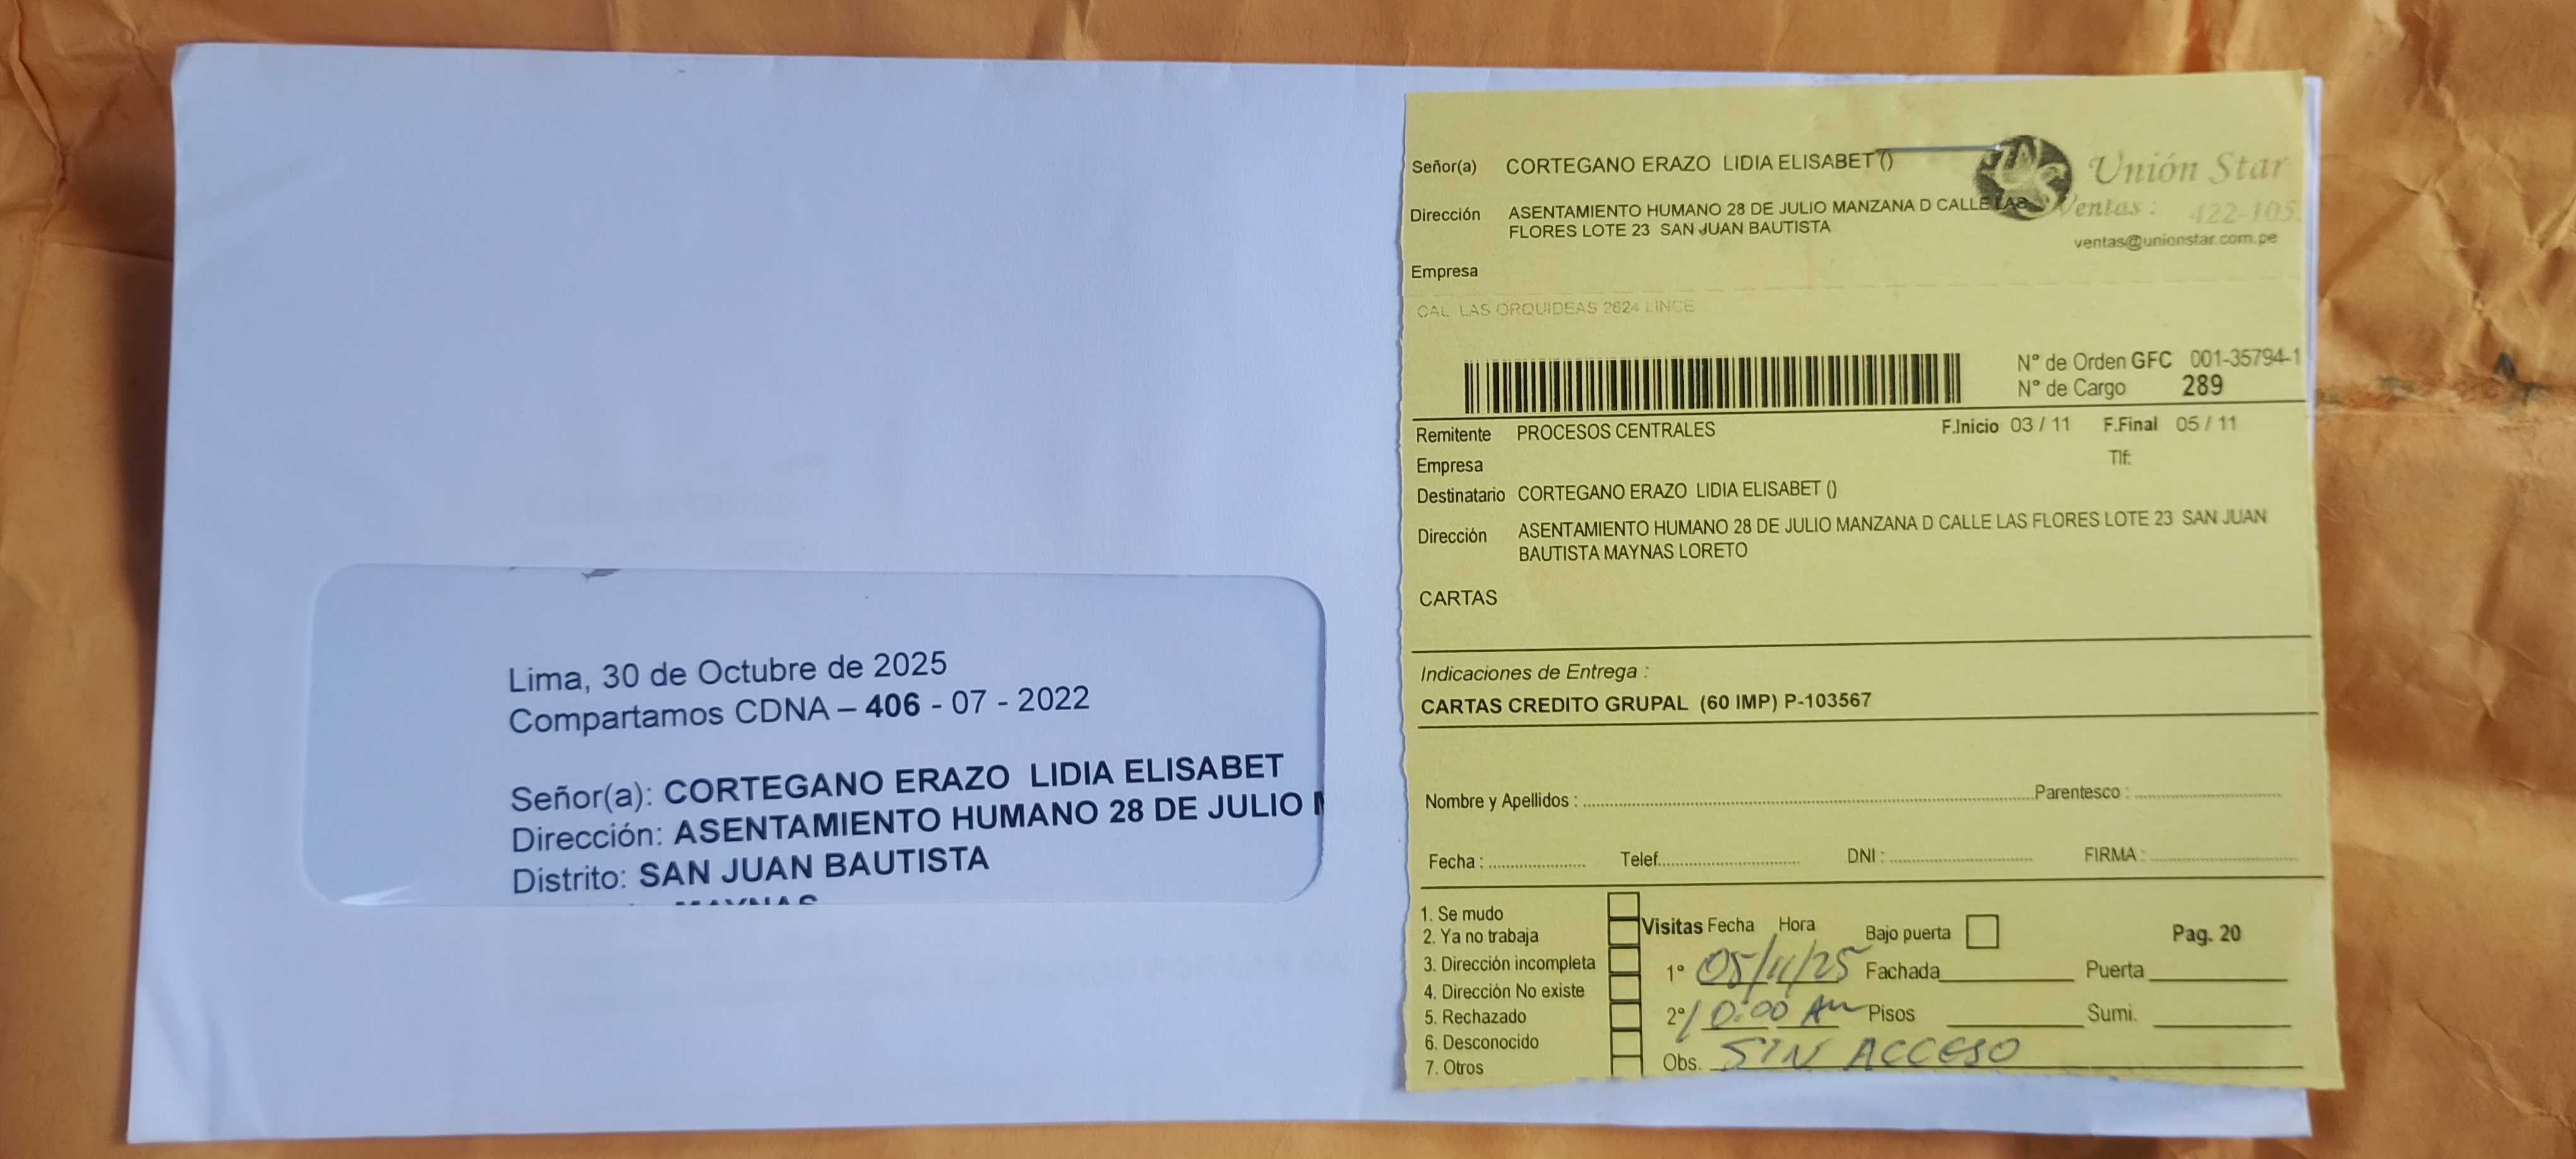 Lima, 30 de Octubre de 2025
Compartamos CDNA – 406 - 07 - 2022
Señor(a): CORTEGANO ERAZO LIDIA ELISABET
Dirección: ASENTAMIENTO HUMANO 28 DE JULIO
Distrito: SAN JUAN BAUTISTA
MAYNAS
Señor(a) CORTEGANO ERAZO LIDIA ELISABET ()
Unión Star
Dirección ASENTAMIENTO HUMANO 28 DE JULIO MANZANA D CALLE LAS
FLORES LOTE 23 SAN JUAN BAUTISTA
Ventas : 422-105
ventas@unionstar.com.pe
Empresa
CAL. LAS ORQUIDEAS 2624 LINCE
N° de Orden GFC 001-35794-1
N° de Cargo 289
Remitente PROCESOS CENTRALES F.Inicio 03 / 11 F.Final 05 / 11
Empresa Tlf:
Destinatario CORTEGANO ERAZO LIDIA ELISABET ()
Dirección ASENTAMIENTO HUMANO 28 DE JULIO MANZANA D CALLE LAS FLORES LOTE 23 SAN JUAN
BAUTISTA MAYNAS LORETO
CARTAS
Indicaciones de Entrega :
CARTAS CREDITO GRUPAL (60 IMP) P-103567
Nombre y Apellidos : Parentesco :
Fecha : Telef. DNI : FIRMA :
1. Se mudo
2. Ya no trabaja
3. Dirección incompleta
4. Dirección No existe
5. Rechazado
6. Desconocido
7. Otros
Visitas Fecha Hora Bajo puerta Pag. 20
1° 05/11/25 Fachada Puerta
2° 10:00 Am Pisos Sumi.
Obs. SIN ACCESO